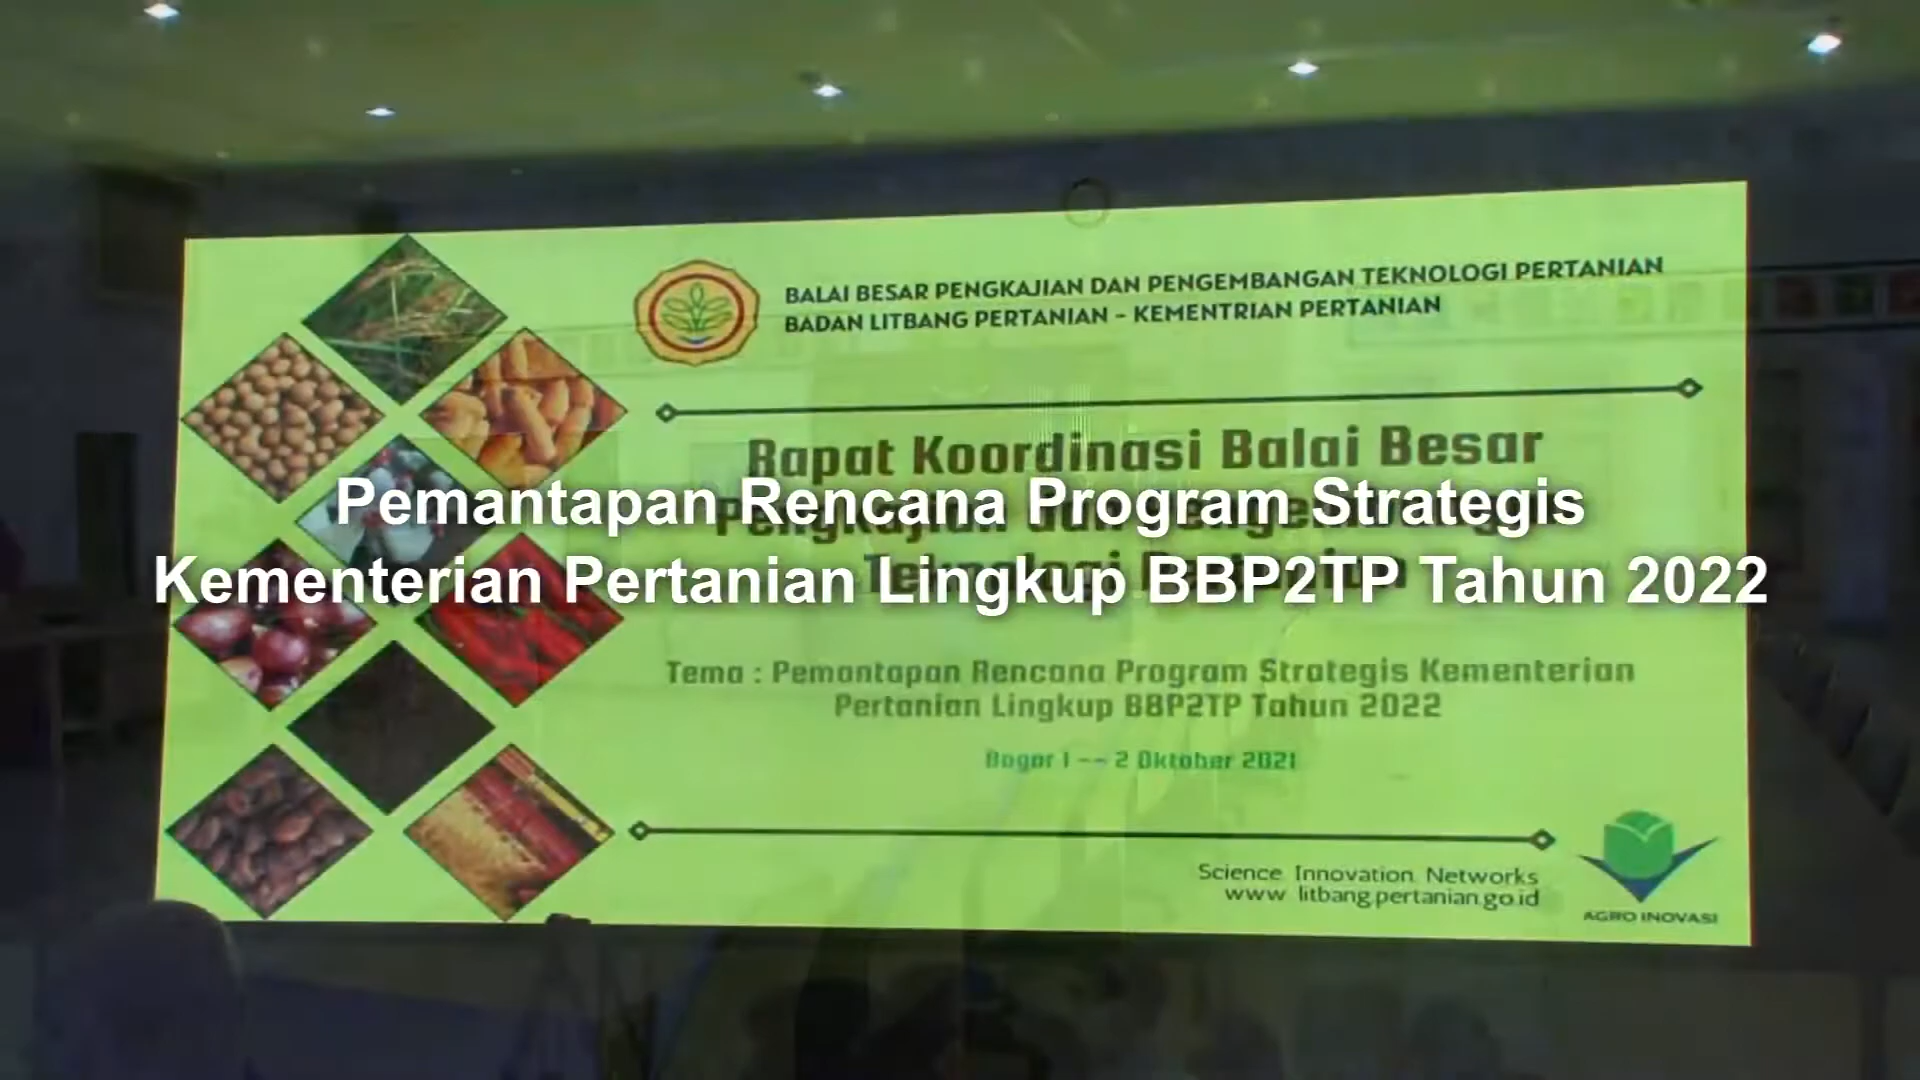 BALAI BESAR PENGKAJIAN DAN PENGEMBANGAN TEKNOLOGI PERTANIAN
BADAN LITBANG PERTANIAN - KEMENTRIAN PERTANIAN
Rapat Koordinasi Balai Besar
Pemantapan Rencana Program Strategis
Kementerian Pertanian Lingkup BBP2TP Tahun 2022
Tema : Pemantapan Rencana Program Strategis Kementerian
Pertanian Lingkup BBP2TP Tahun 2022
Bogor 1 -- 2 Oktober 2021
Science Innovation Networks
www litbang.pertanian.go.id
AGRO INOVASI